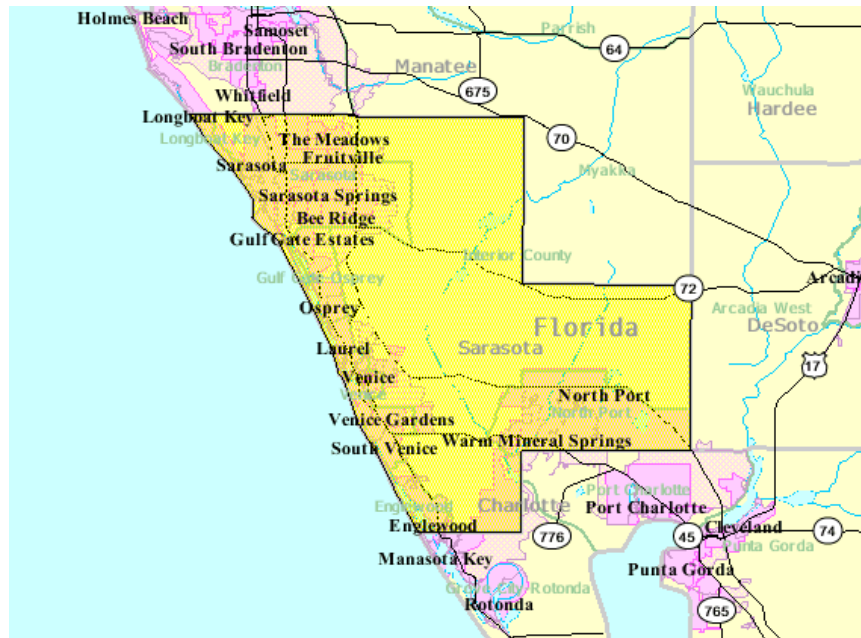 Holmes Beach
Samoset
Parrish
South Bradenton
64
Bradenton
Manatee
675
Wauchula
Whitfield
Hardee
Longboat Key
70
Longboat Key
The Meadows
Fruitville
Sarasota
Sarasota
Myakka
Sarasota Springs
Bee Ridge
Gulf Gate Estates
Interior County
Gulf Gate-Osprey
Arcadia
72
Osprey
Arcadia West
Florida
DeSoto
Laurel
Sarasota
17
Venice
Venice
North Port
North Port
Venice Gardens
Warm Mineral Springs
South Venice
Port Charlotte
Englewood
Charlotte
Port Charlotte
Englewood
776
45
Cleveland
74
Punta Gorda
Manasota Key
Punta Gorda
Grove City Rotonda
Rotonda
765